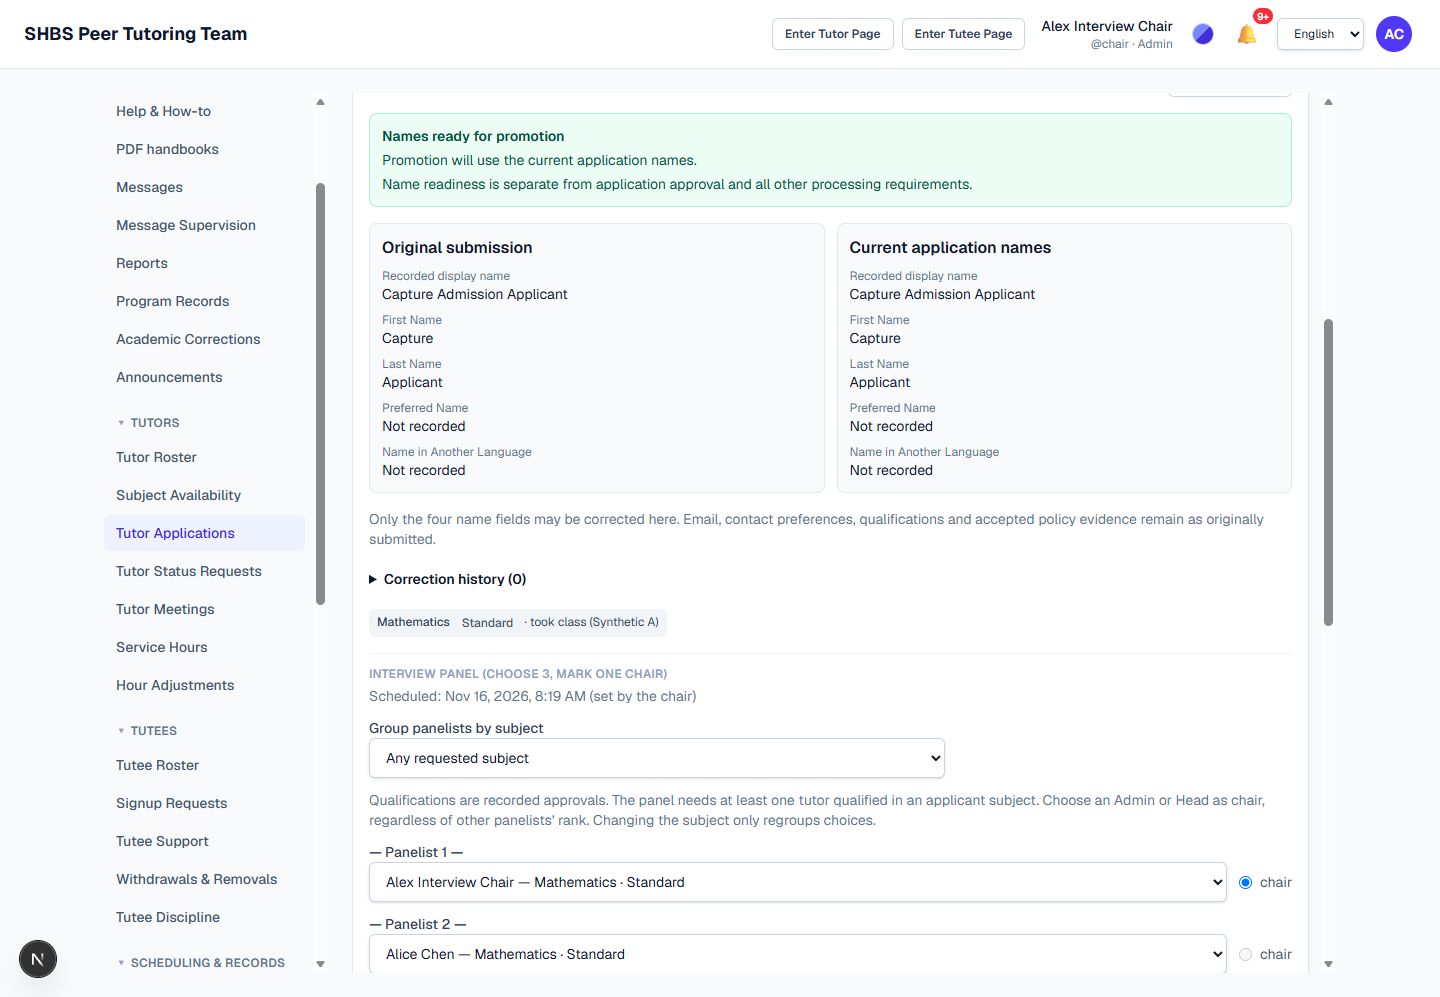 SHBS Peer Tutoring Team
Enter Tutor Page
Enter Tutee Page
Alex Interview Chair
@chair · Admin
9+
English
AC
Help & How-to
PDF handbooks
Messages
Message Supervision
Reports
Program Records
Academic Corrections
Announcements
TUTORS
Tutor Roster
Subject Availability
Tutor Applications
Tutor Status Requests
Tutor Meetings
Service Hours
Hour Adjustments
TUTEES
Tutee Roster
Signup Requests
Tutee Support
Withdrawals & Removals
Tutee Discipline
SCHEDULING & RECORDS
N
Names ready for promotion
Promotion will use the current application names.
Name readiness is separate from application approval and all other processing requirements.
Original submission
Recorded display name
Capture Admission Applicant
First Name
Capture
Last Name
Applicant
Preferred Name
Not recorded
Name in Another Language
Not recorded
Current application names
Recorded display name
Capture Admission Applicant
First Name
Capture
Last Name
Applicant
Preferred Name
Not recorded
Name in Another Language
Not recorded
Only the four name fields may be corrected here. Email, contact preferences, qualifications and accepted policy evidence remain as originally
submitted.
Correction history (0)
Mathematics Standard · took class (Synthetic A)
INTERVIEW PANEL (CHOOSE 3, MARK ONE CHAIR)
Scheduled: Nov 16, 2026, 8:19 AM (set by the chair)
Group panelists by subject
Any requested subject
Qualifications are recorded approvals. The panel needs at least one tutor qualified in an applicant subject. Choose an Admin or Head as chair,
regardless of other panelists' rank. Changing the subject only regroups choices.
— Panelist 1 —
Alex Interview Chair — Mathematics · Standard
chair
— Panelist 2 —
Alice Chen — Mathematics · Standard
chair